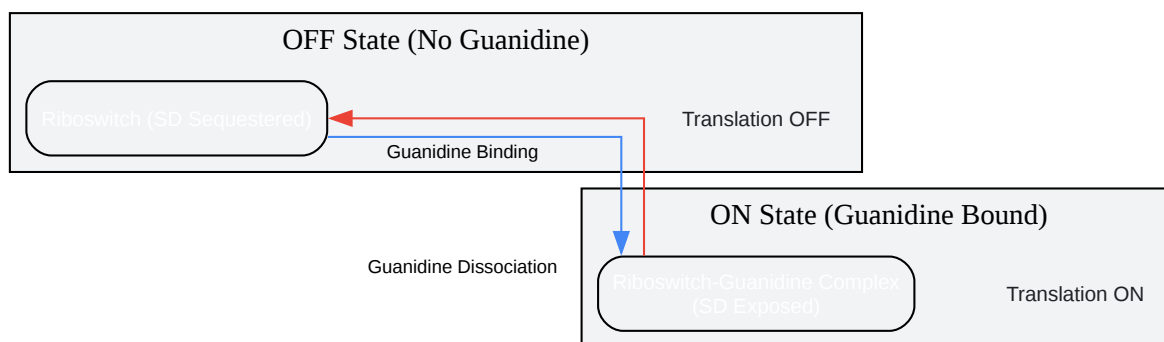 OFF State (No Guanidine)
Riboswitch (SD Sequestered)
Translation OFF
Guanidine Binding
ON State (Guanidine Bound)
Guanidine Dissociation
Riboswitch-Guanidine Complex
(SD Exposed)
Translation ON